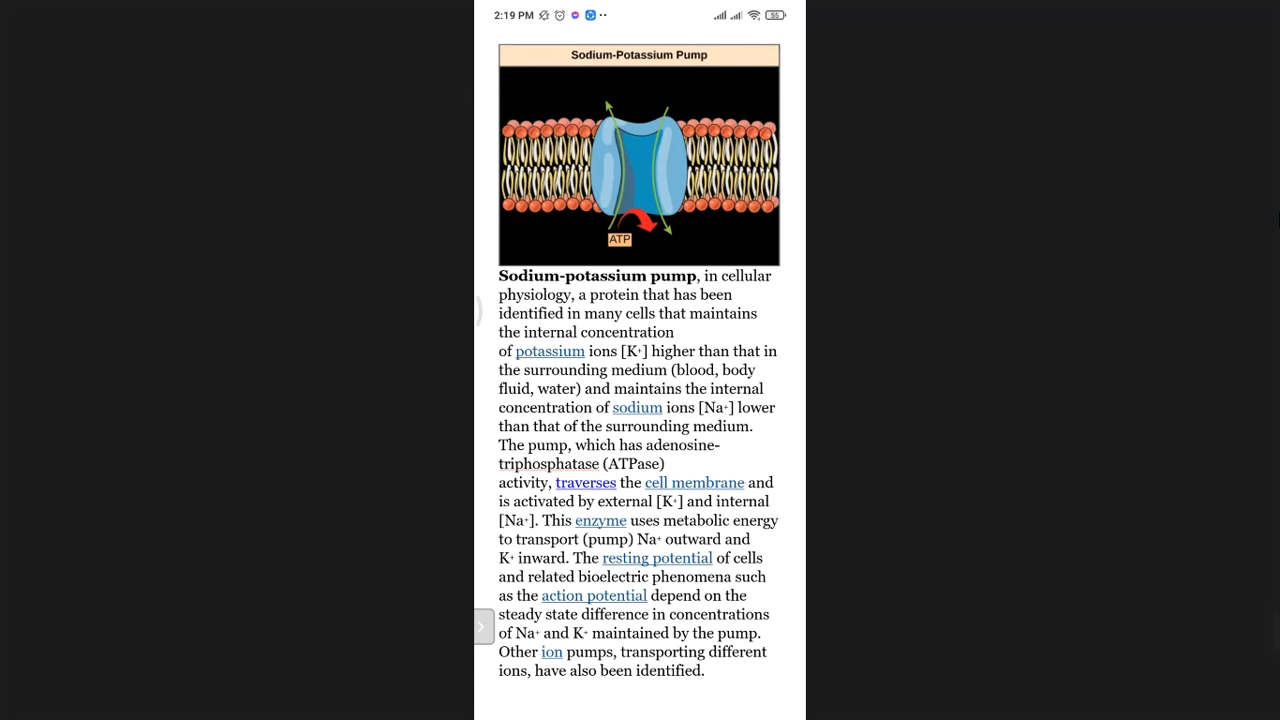 2:19 PM
55
Sodium-Potassium Pump
ATP
Sodium-potassium pump, in cellular
physiology, a protein that has been
identified in many cells that maintains
the internal concentration
of potassium ions [K+] higher than that in
the surrounding medium (blood, body
fluid, water) and maintains the internal
concentration of sodium ions [Na+] lower
than that of the surrounding medium.
The pump, which has adenosine-
triphosphatase (ATPase)
activity, traverses the cell membrane and
is activated by external [K+] and internal
[Na+]. This enzyme uses metabolic energy
to transport (pump) Na+ outward and
K+ inward. The resting potential of cells
and related bioelectric phenomena such
as the action potential depend on the
steady state difference in concentrations
of Na+ and K+ maintained by the pump.
Other ion pumps, transporting different
ions, have also been identified.